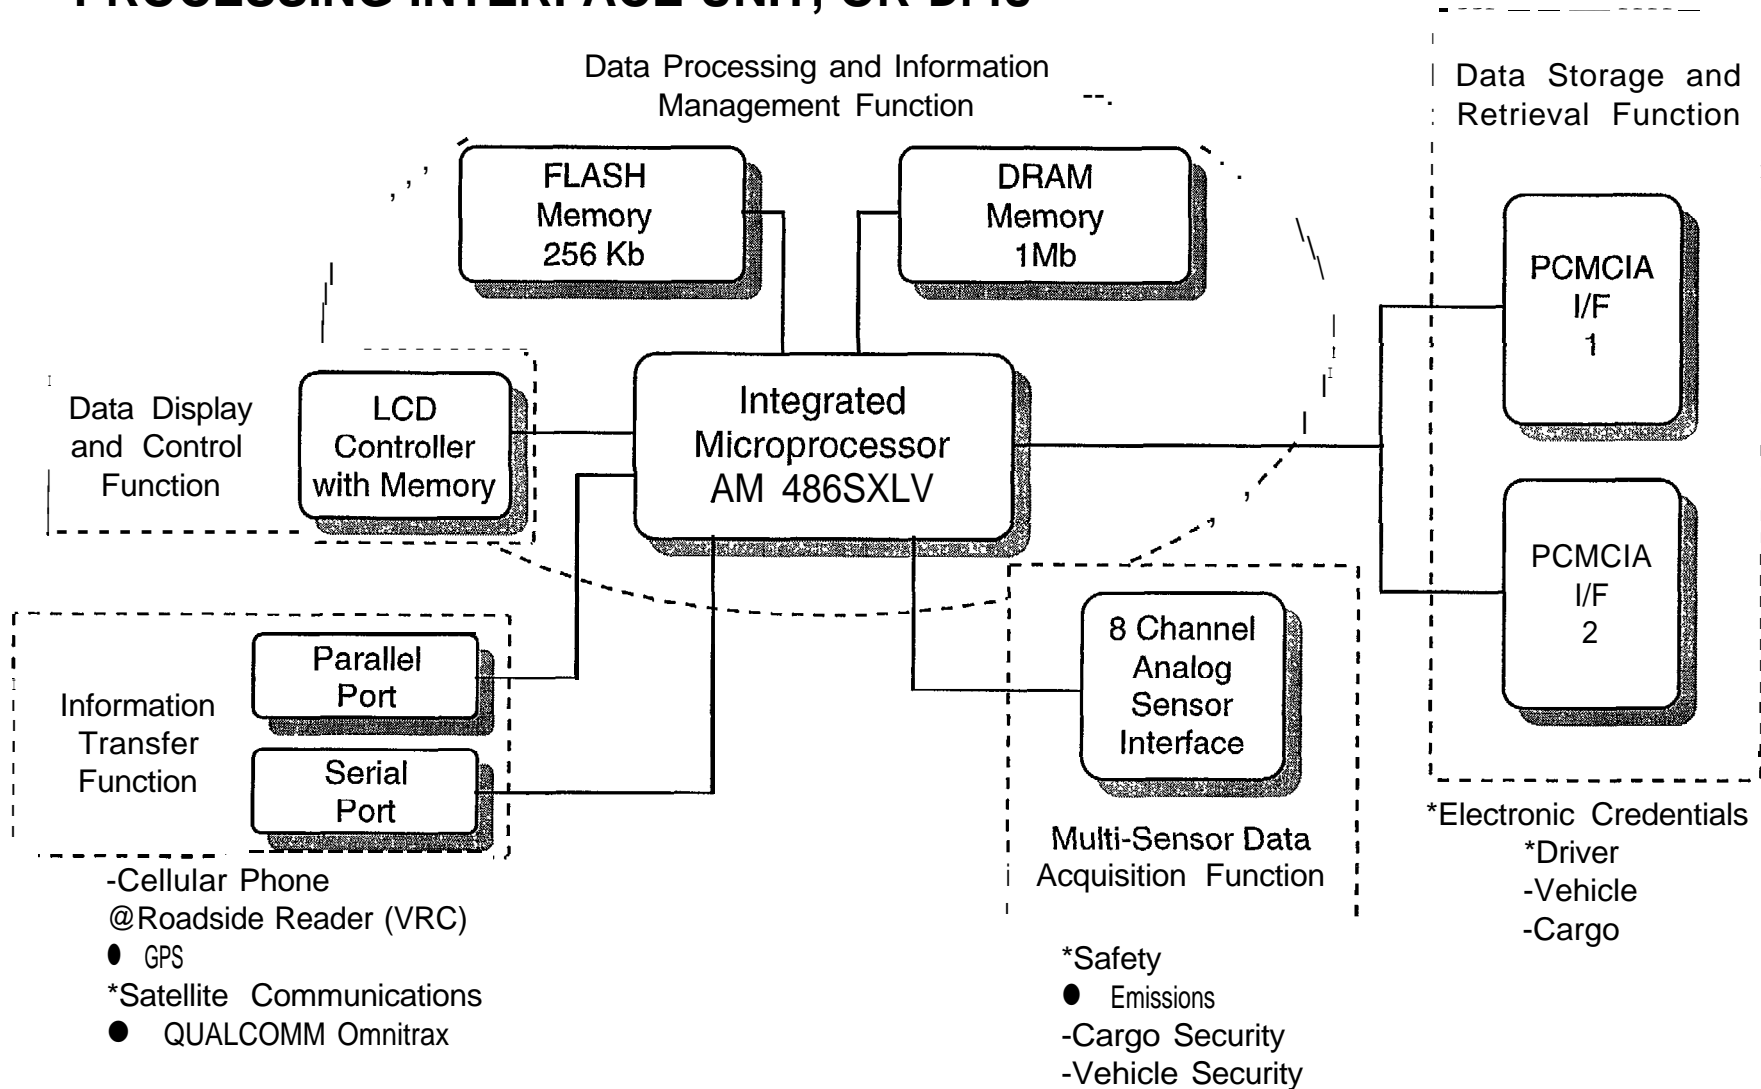 PROCESSING INTERFACE UNIT, OR
Data Processing and Information
Management Function
Data Storage and
Retrieval Function
FLASH
Memory
256 Kb
DRAM
Memory
1Mb
PCMCIA
I/F
1
Data Display
and Control
Function
LCD
Controller
with Memory
Integrated
Microprocessor
AM 486SXLV
PCMCIA
I/F
2
Information
Transfer
Function
Parallel
Port
Serial
Port
8 Channel
Analog
Sensor
Interface
Multi-Sensor Data
Acquisition Function
*Electronic Credentials
*Driver
-Vehicle
-Cargo
-Cellular Phone
@Roadside Reader (VRC)
● GPS
*Satellite Communications
● QUALCOMM Omnitrax
*Safety
● Emissions
-Cargo Security
-Vehicle Security